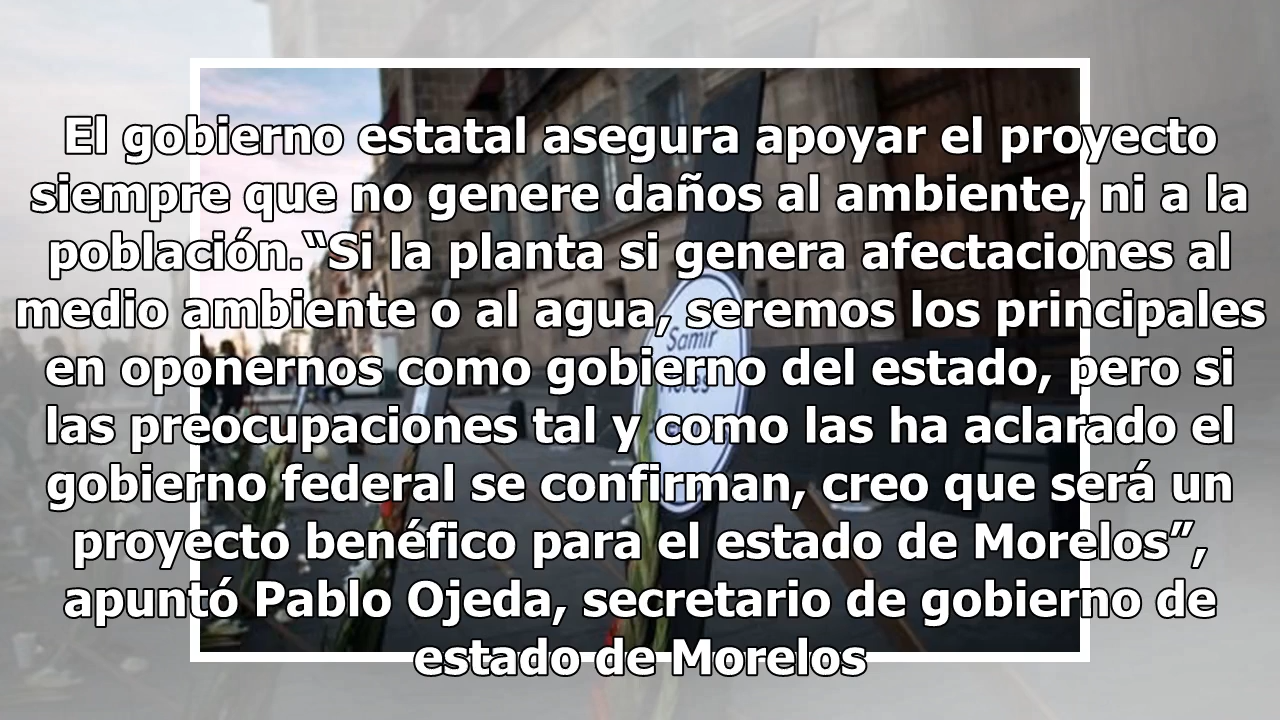 El gobierno estatal asegura apoyar el proyecto
siempre que no genere daños al ambiente, ni a la
población.“Si la planta si genera afectaciones al
medio ambiente o al agua, seremos los principales
en oponernos como gobierno del estado, pero si
las preocupaciones tal y como las ha aclarado el
gobierno federal se confirman, creo que será un
proyecto benéfico para el estado de Morelos”,
apuntó Pablo Ojeda, secretario de gobierno de
estado de Morelos
Samir